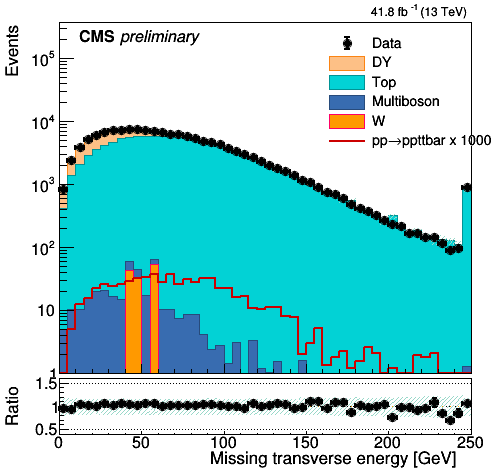 41.8 fb⁻¹ (13 TeV)
CMS preliminary
Events
Data
DY
Top
Multiboson
W
pp→ppttbar x 1000
10⁵
10⁴
10³
10²
10
1
Ratio
1.5
1
0.5
0 50 100 150 200 250
Missing transverse energy [GeV]